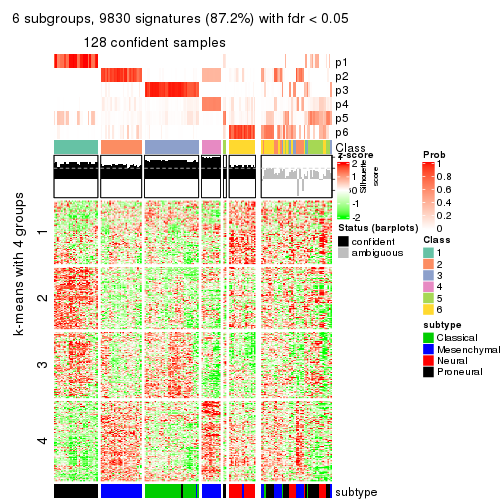 6 subgroups, 9830 signatures (87.2%) with fdr < 0.05
128 confident samples
p1
p2
p3
p4
p5
p6
Class
z-score
2
1
0
-1
-2
Silhouette
score
Status (barplots)
confident
ambiguous
Prob
1
0.8
0.6
0.4
0.2
0
Class
1
2
3
4
5
6
subtype
Classical
Mesenchymal
Neural
Proneural
k-means with 4 groups
1
2
3
4
subtype